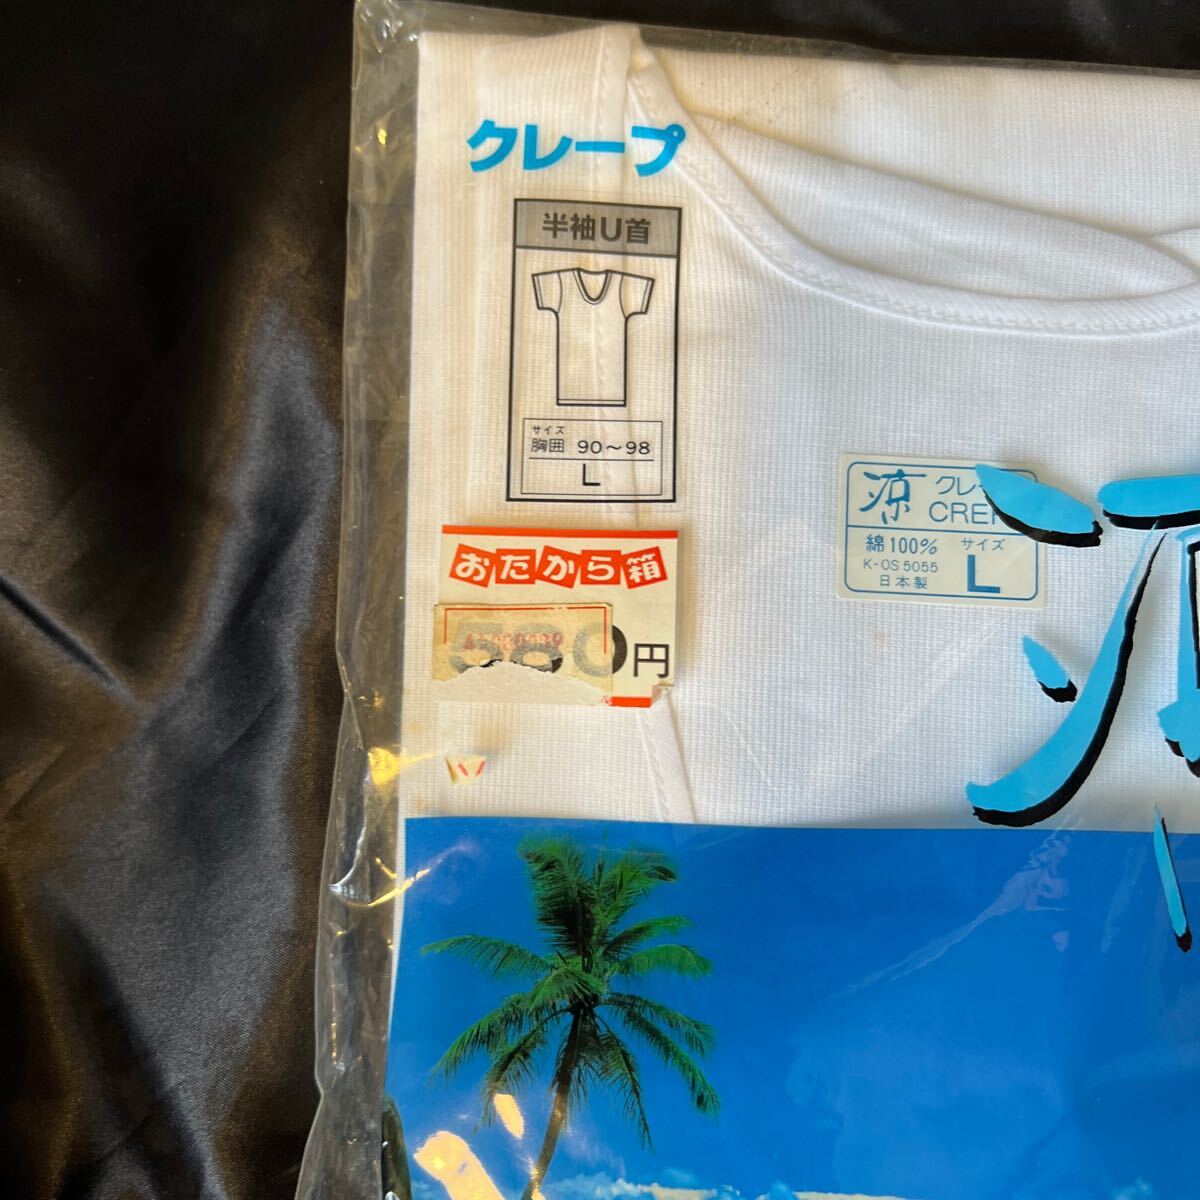 クレープ
半袖U首
サイズ
胸囲 90～98
L
おたから箱
580円
涼 クレ
CREP
綿100% サイズ
K-OS 5055 L
日本製